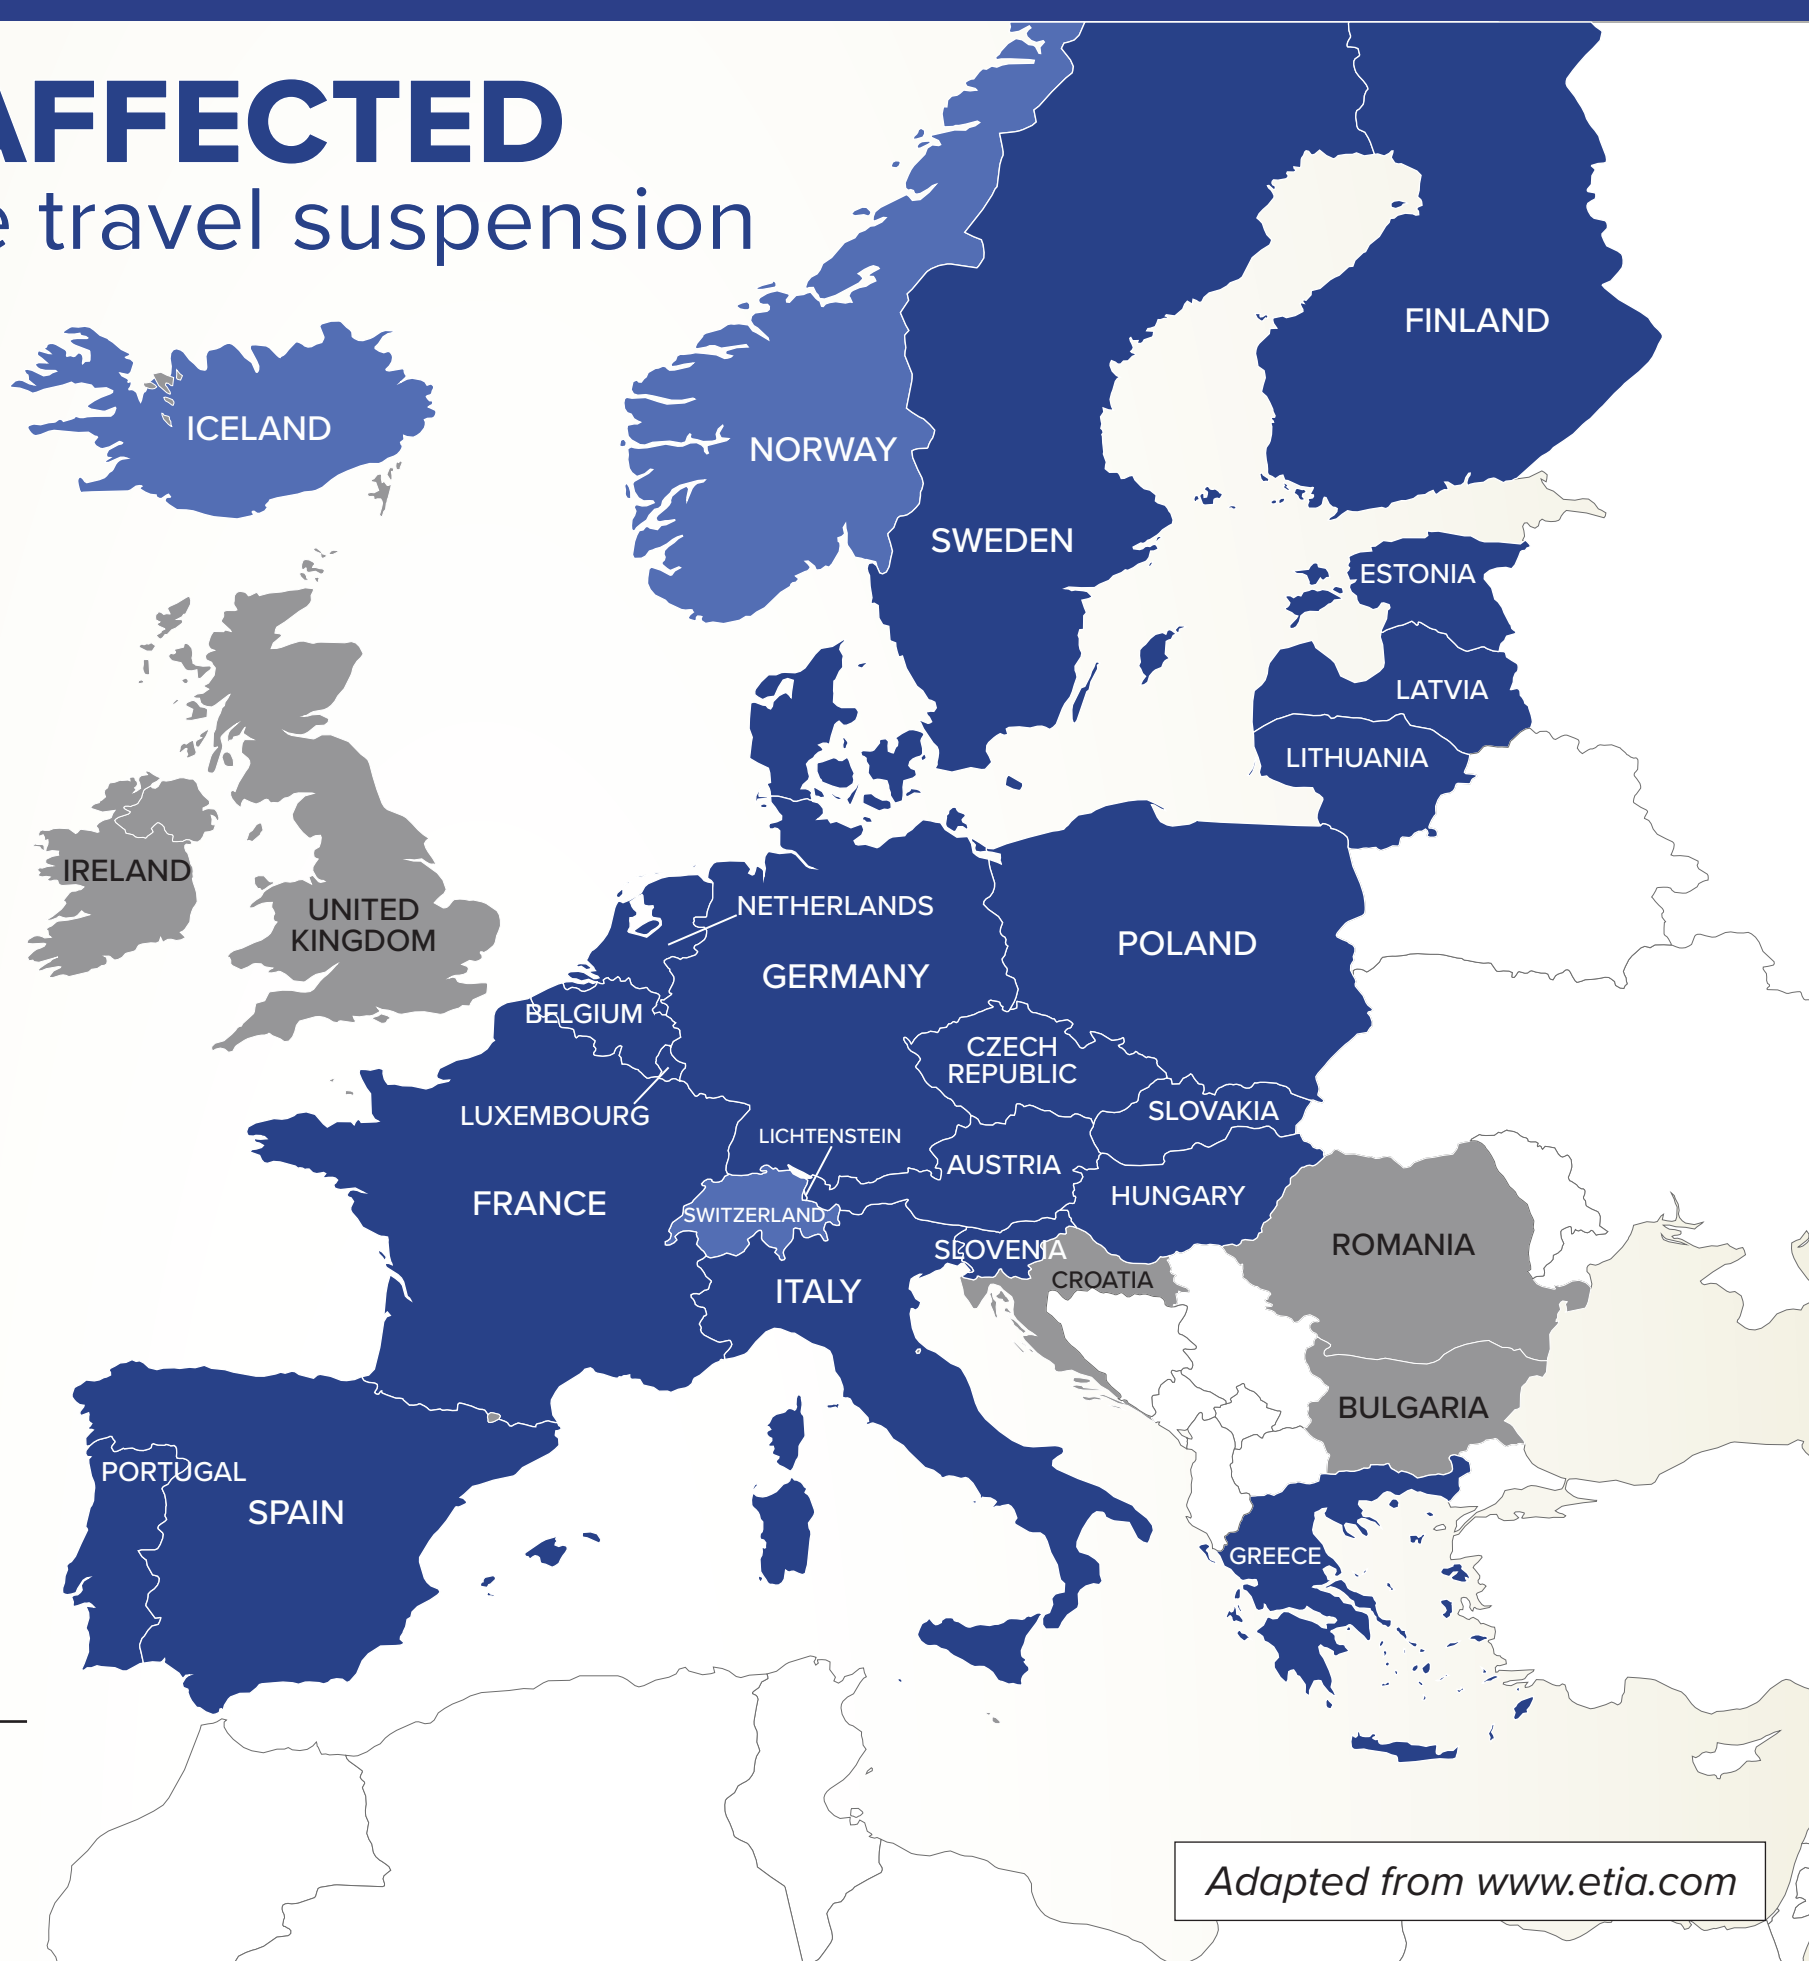 AFFECTED
e travel suspension
FINLAND
ICELAND
NORWAY
SWEDEN
ESTONIA
LATVIA
LITHUANIA
IRELAND
UNITED
KINGDOM
NETHERLANDS
POLAND
GERMANY
BELGIUM
CZECH
REPUBLIC
LUXEMBOURG
SLOVAKIA
LICHTENSTEIN
AUSTRIA
HUNGARY
FRANCE
SWITZERLAND
SLOVENIA
ROMANIA
CROATIA
ITALY
BULGARIA
PORTUGAL
SPAIN
GREECE
Adapted from www.etia.com